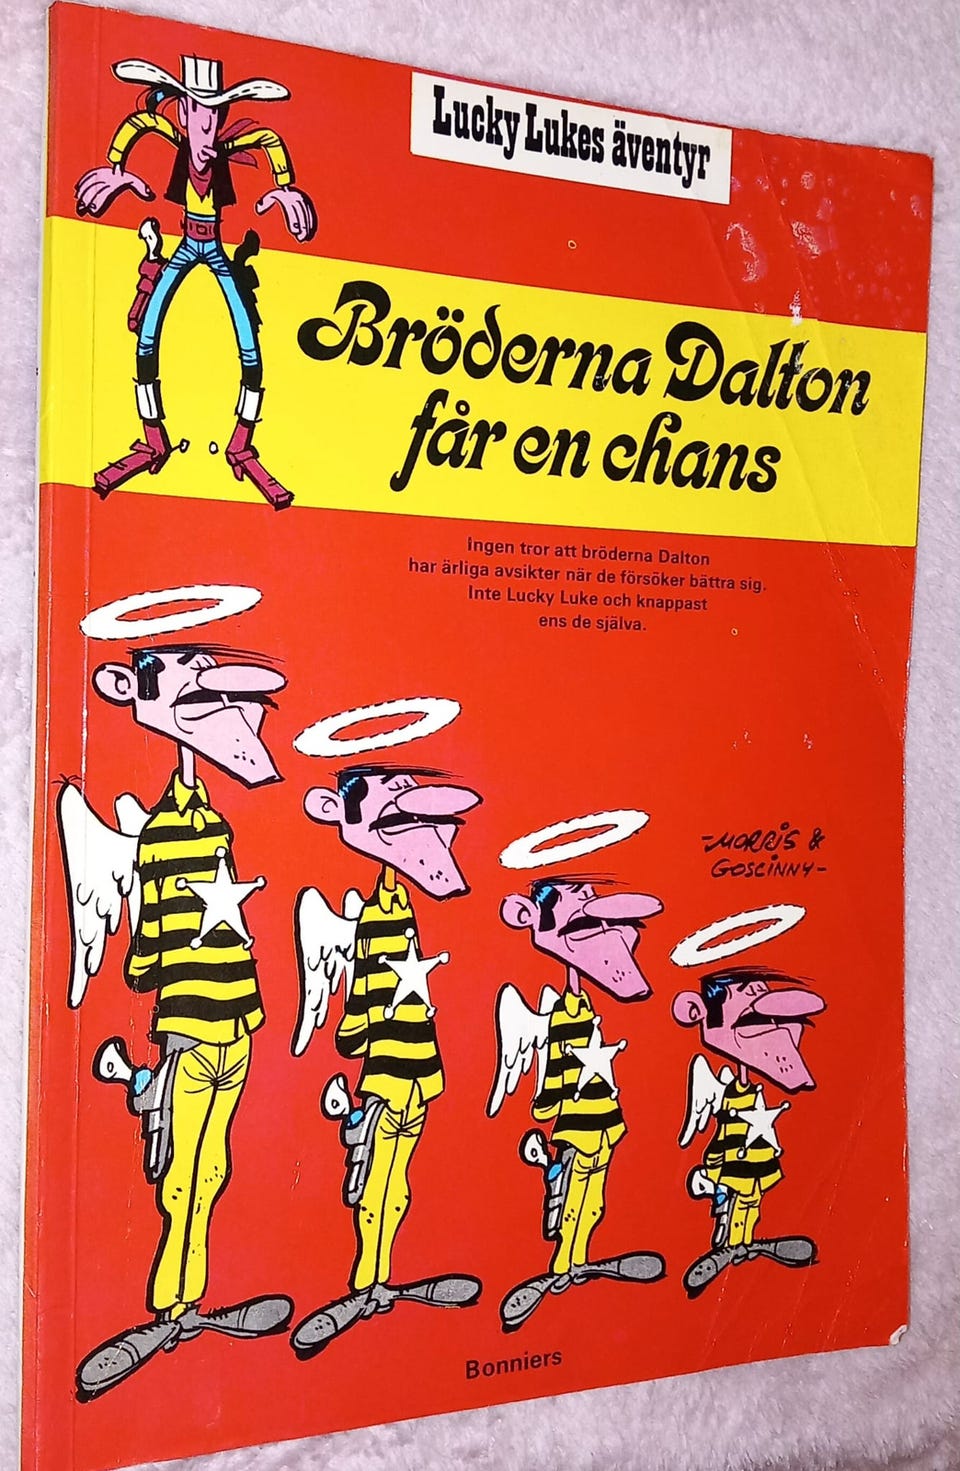 Lucky Lukes äventyr
Bröderna Dalton
får en chans
Ingen tror att bröderna Dalton
har ärliga avsikter när de försöker bättra sig.
Inte Lucky Luke och knappast
ens de själva.
-MORRIS &
GOSCINNY-
Bonniers